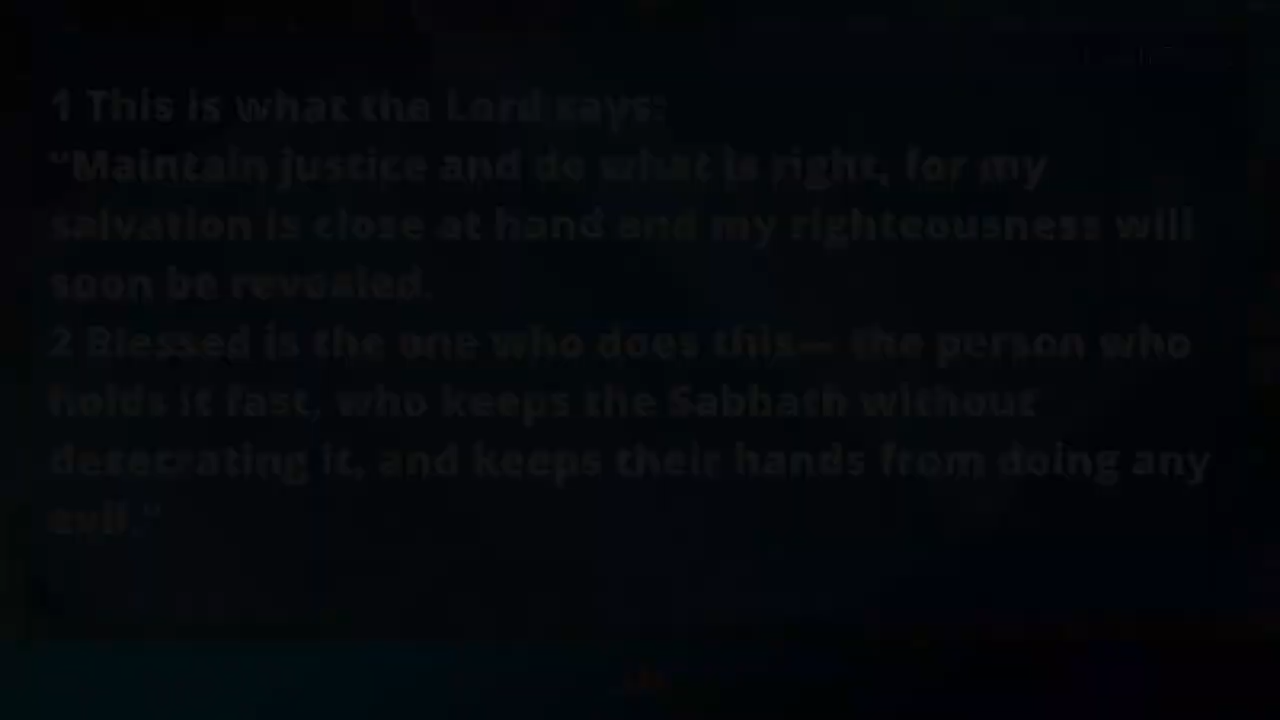 1 This is what the Lord says:
“Maintain justice and do what is right, for my
salvation is close at hand and my righteousness will
soon be revealed.
2 Blessed is the one who does this— the person who
holds it fast, who keeps the Sabbath without
desecrating it, and keeps their hands from doing any
evil.”